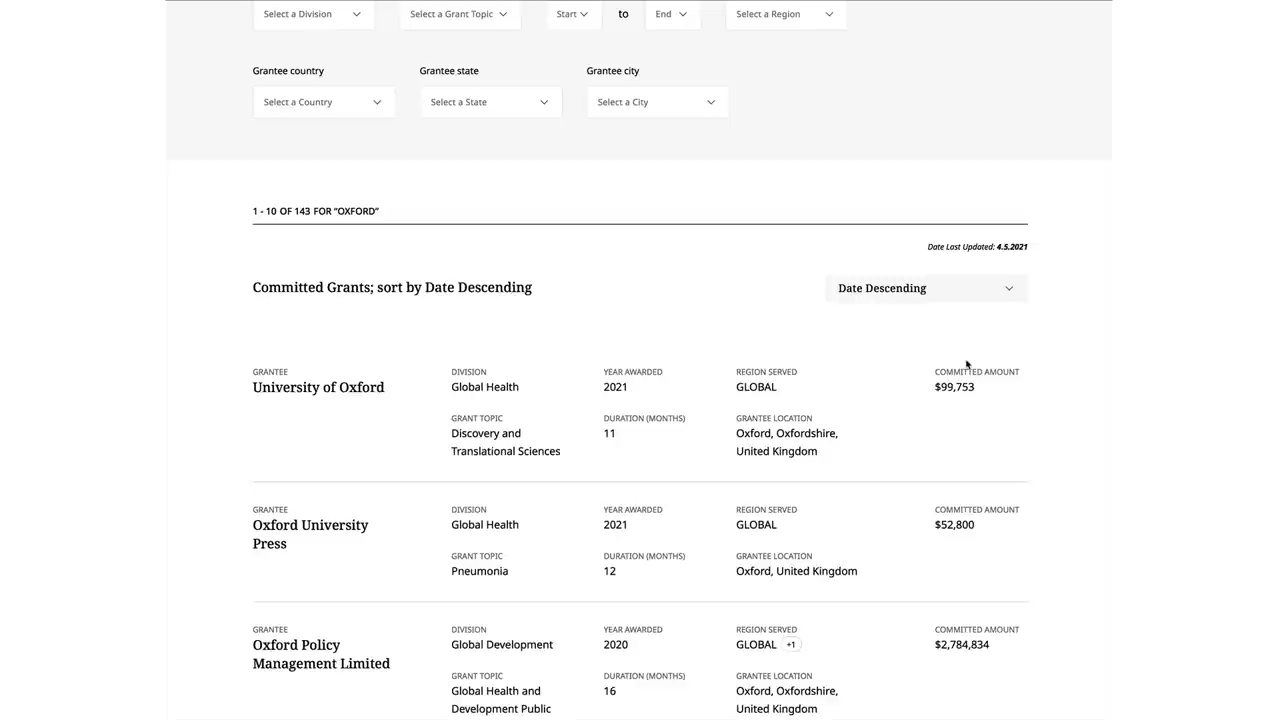 Select a Division
Select a Grant Topic
Start
to
End
Select a Region
Grantee country
Grantee state
Grantee city
Select a Country
Select a State
Select a City
1 - 10 OF 143 FOR “OXFORD”
Date Last Updated: 4.5.2021
Committed Grants; sort by Date Descending
Date Descending
GRANTEE
University of Oxford
DIVISION
Global Health
YEAR AWARDED
2021
REGION SERVED
GLOBAL
COMMITTED AMOUNT
$99,753
GRANT TOPIC
Discovery and
Translational Sciences
DURATION (MONTHS)
11
GRANTEE LOCATION
Oxford, Oxfordshire,
United Kingdom
GRANTEE
Oxford University
Press
DIVISION
Global Health
YEAR AWARDED
2021
REGION SERVED
GLOBAL
COMMITTED AMOUNT
$52,800
GRANT TOPIC
Pneumonia
DURATION (MONTHS)
12
GRANTEE LOCATION
Oxford, United Kingdom
GRANTEE
Oxford Policy
Management Limited
DIVISION
Global Development
YEAR AWARDED
2020
REGION SERVED
GLOBAL +1
COMMITTED AMOUNT
$2,784,834
GRANT TOPIC
Global Health and
Development Public
DURATION (MONTHS)
16
GRANTEE LOCATION
Oxford, Oxfordshire,
United Kingdom